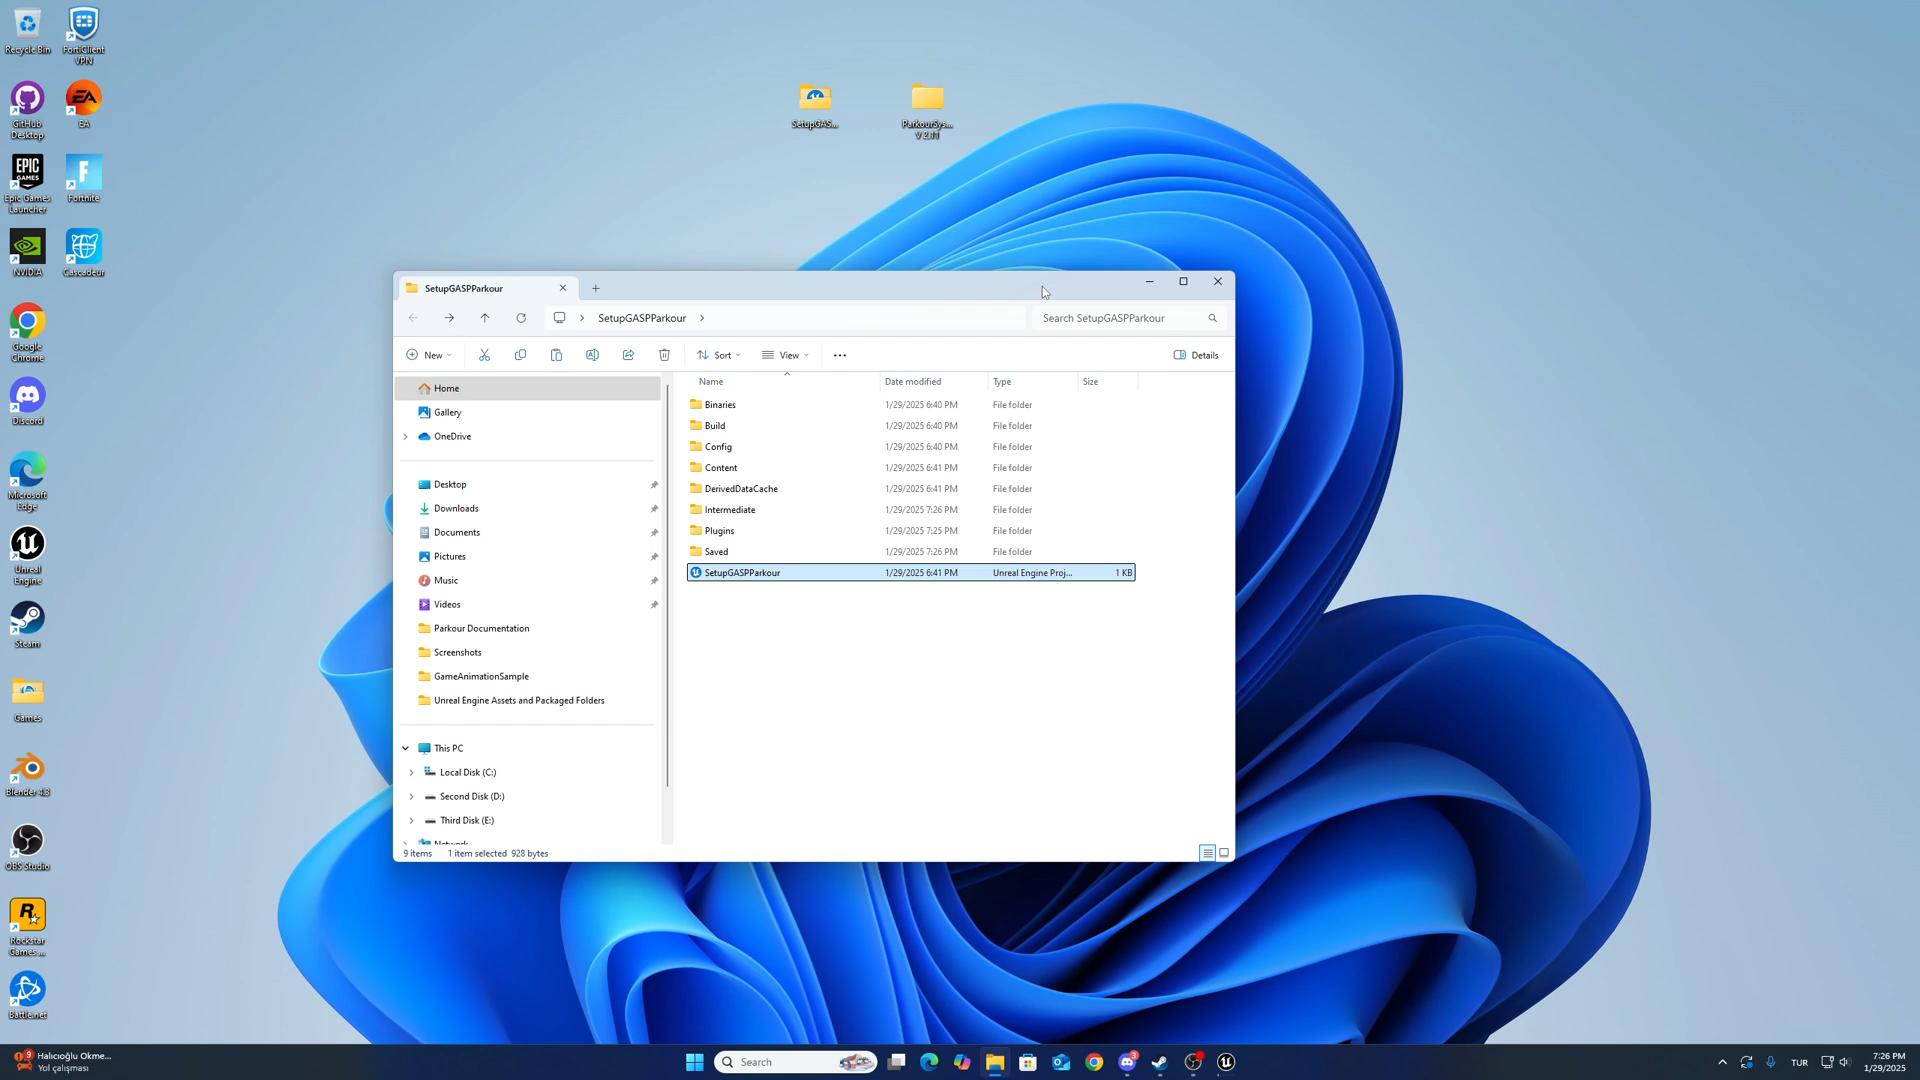 Recycle Bin
FortiClient
VPN
GitHub
Desktop
EA
Epic Games
Launcher
Fortnite
NVIDIA
Cascadeur
Google
Chrome
Discord
Microsoft
Edge
Unreal
Engine
Steam
Games
Blender 4.3
OBS Studio
Rockstar
Games ...
Battle.net
SetupGAS...
ParkourSys...
V 2.11
SetupGASPParkour
SetupGASPParkour
Search SetupGASPParkour
New
Sort
View
Details
Home
Gallery
OneDrive
Desktop
Downloads
Documents
Pictures
Music
Videos
Parkour Documentation
Screenshots
GameAnimationSample
Unreal Engine Assets and Packaged Folders
This PC
Local Disk (C:)
Second Disk (D:)
Third Disk (E:)
Network
Name Date modified Type Size
Binaries 1/29/2025 6:40 PM File folder
Build 1/29/2025 6:40 PM File folder
Config 1/29/2025 6:40 PM File folder
Content 1/29/2025 6:41 PM File folder
DerivedDataCache 1/29/2025 6:41 PM File folder
Intermediate 1/29/2025 7:26 PM File folder
Plugins 1/29/2025 7:25 PM File folder
Saved 1/29/2025 7:26 PM File folder
SetupGASPParkour 1/29/2025 6:41 PM Unreal Engine Proj... 1 KB
9 items 1 item selected 928 bytes
9
Halıcıoğlu Okme...
Yol çalışması
Search
3
TUR
7:26 PM
1/29/2025